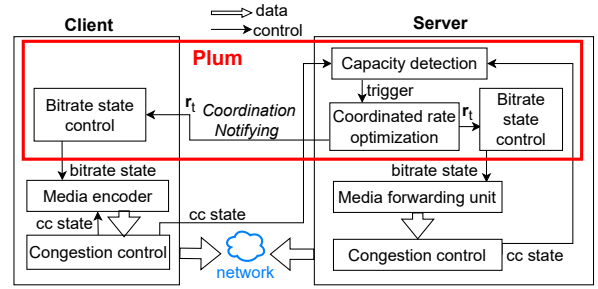 data
control
Client
Server
Plum
Capacity detection
trigger
Bitrate state
control
r_t
Coordination
Notifying
Coordinated rate
optimization
r_t
Bitrate
state
control
bitrate state
bitrate state
Media encoder
Media forwarding unit
cc state
cc state
Congestion control
network
Congestion control
cc state